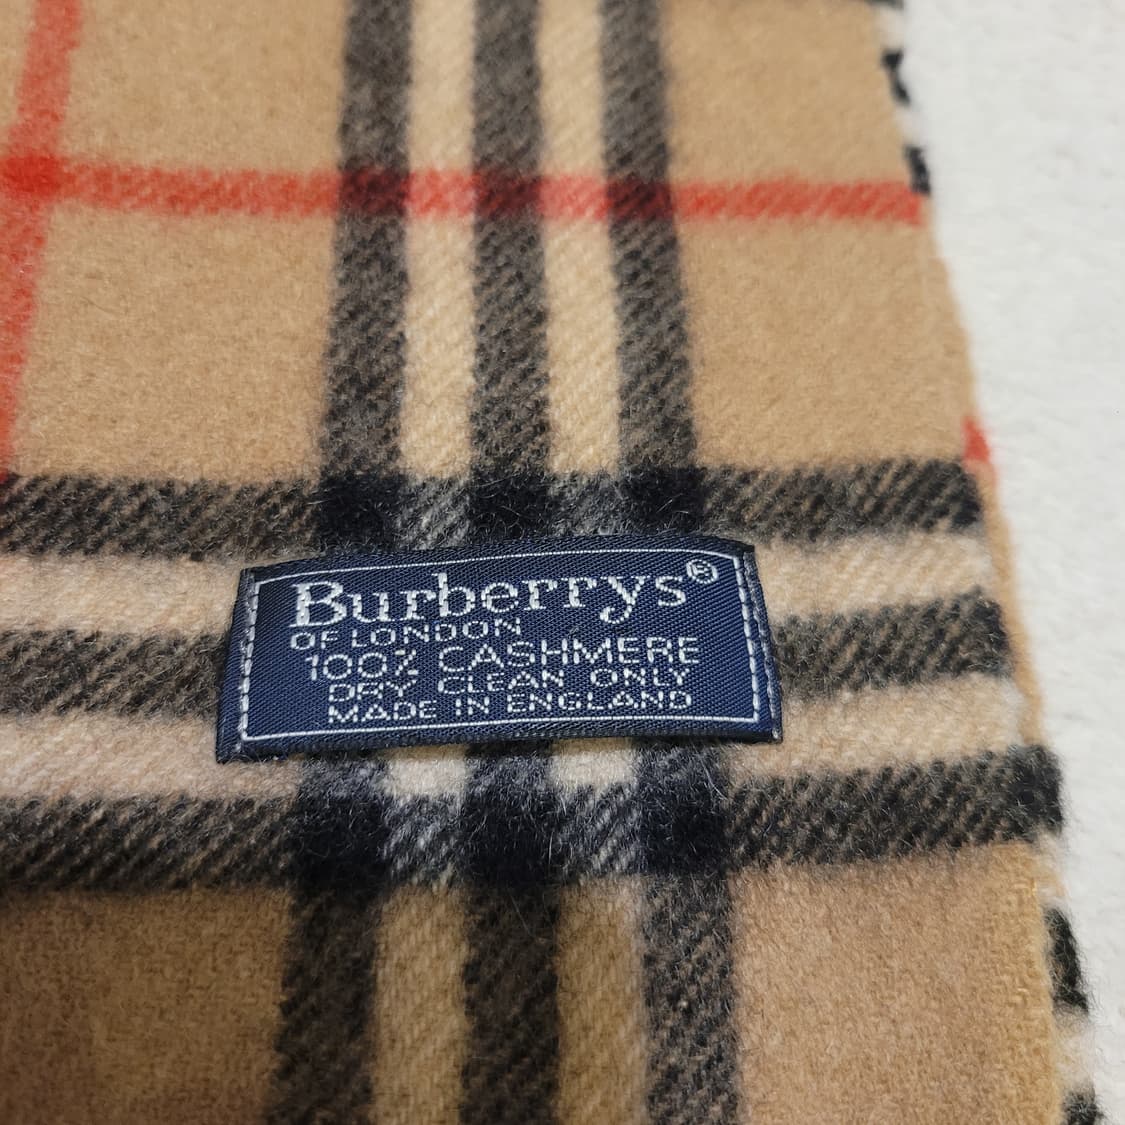 Burberrys®
OF LONDON
100% CASHMERE
DRY CLEAN ONLY
MADE IN ENGLAND